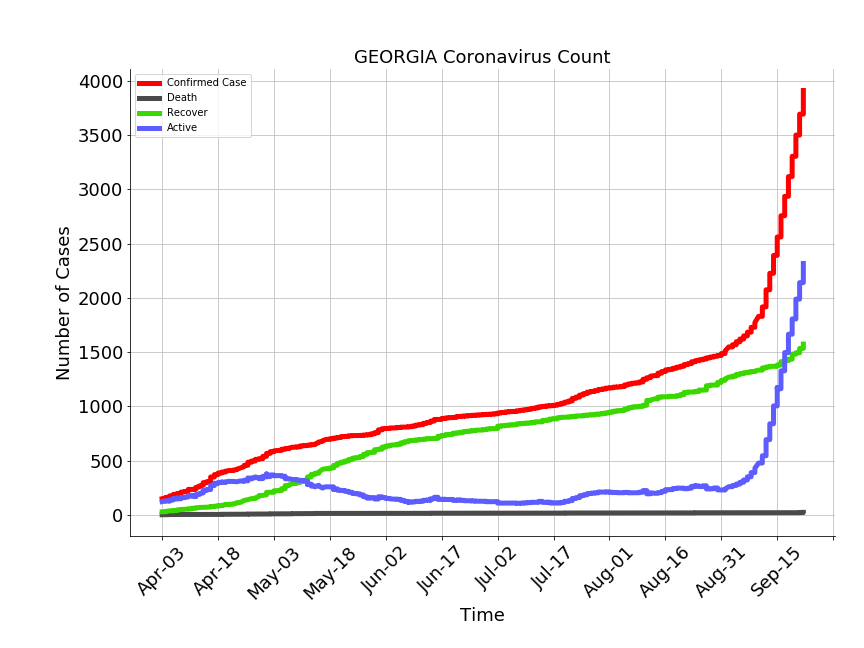 GEORGIA Coronavirus Count
4000
3500
3000
2500
2000
1500
1000
500
0
Number of Cases
Confirmed Case
Death
Recover
Active
Apr-03
Apr-18
May-03
May-18
Jun-02
Jun-17
Jul-02
Jul-17
Aug-01
Aug-16
Aug-31
Sep-15
Time